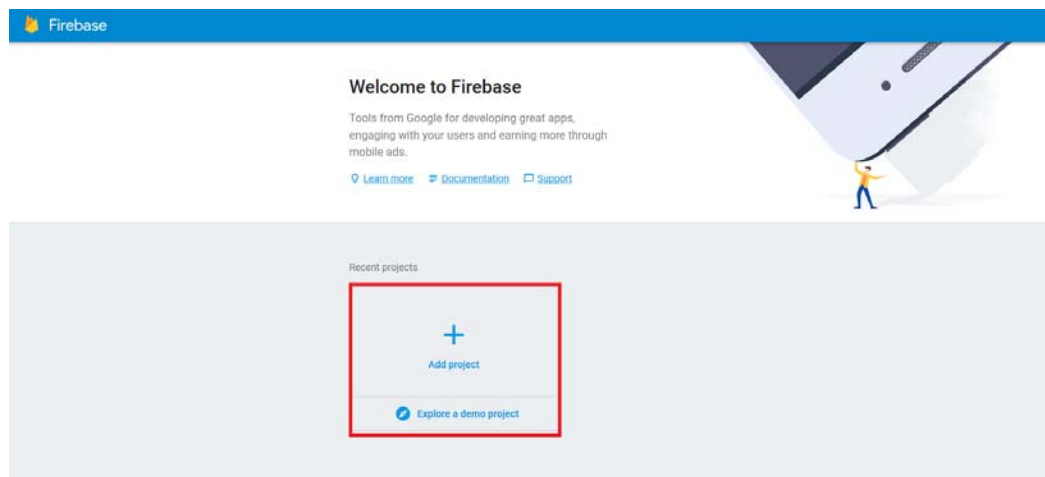 Firebase
Welcome to Firebase
Tools from Google for developing great apps,
engaging with your users and earning more through
mobile ads.
Learn more Documentation Support
Recent projects
Add project
Explore a demo project